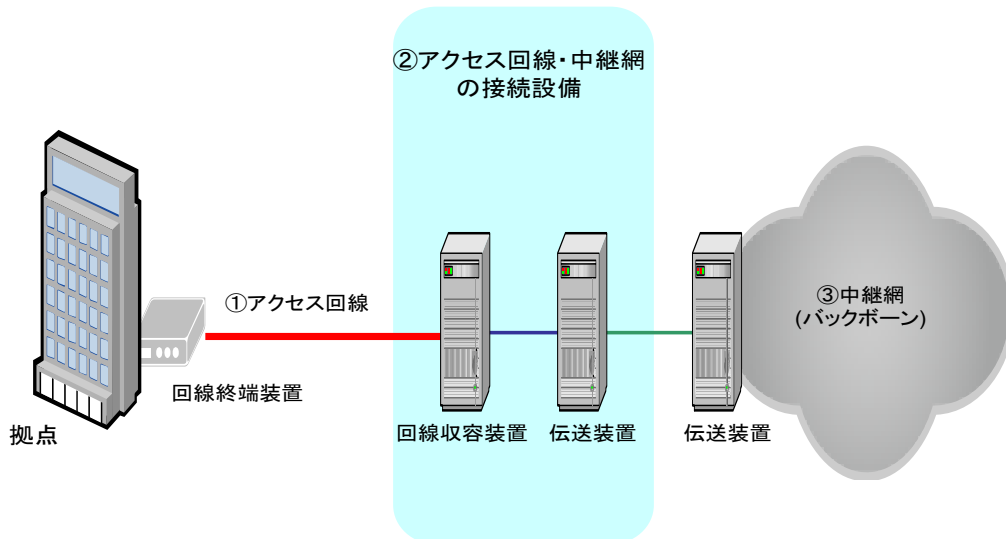 ②アクセス回線・中継網
の接続設備
①アクセス回線
③中継網
(バックボーン)
回線終端装置
拠点
回線収容装置
伝送装置
伝送装置